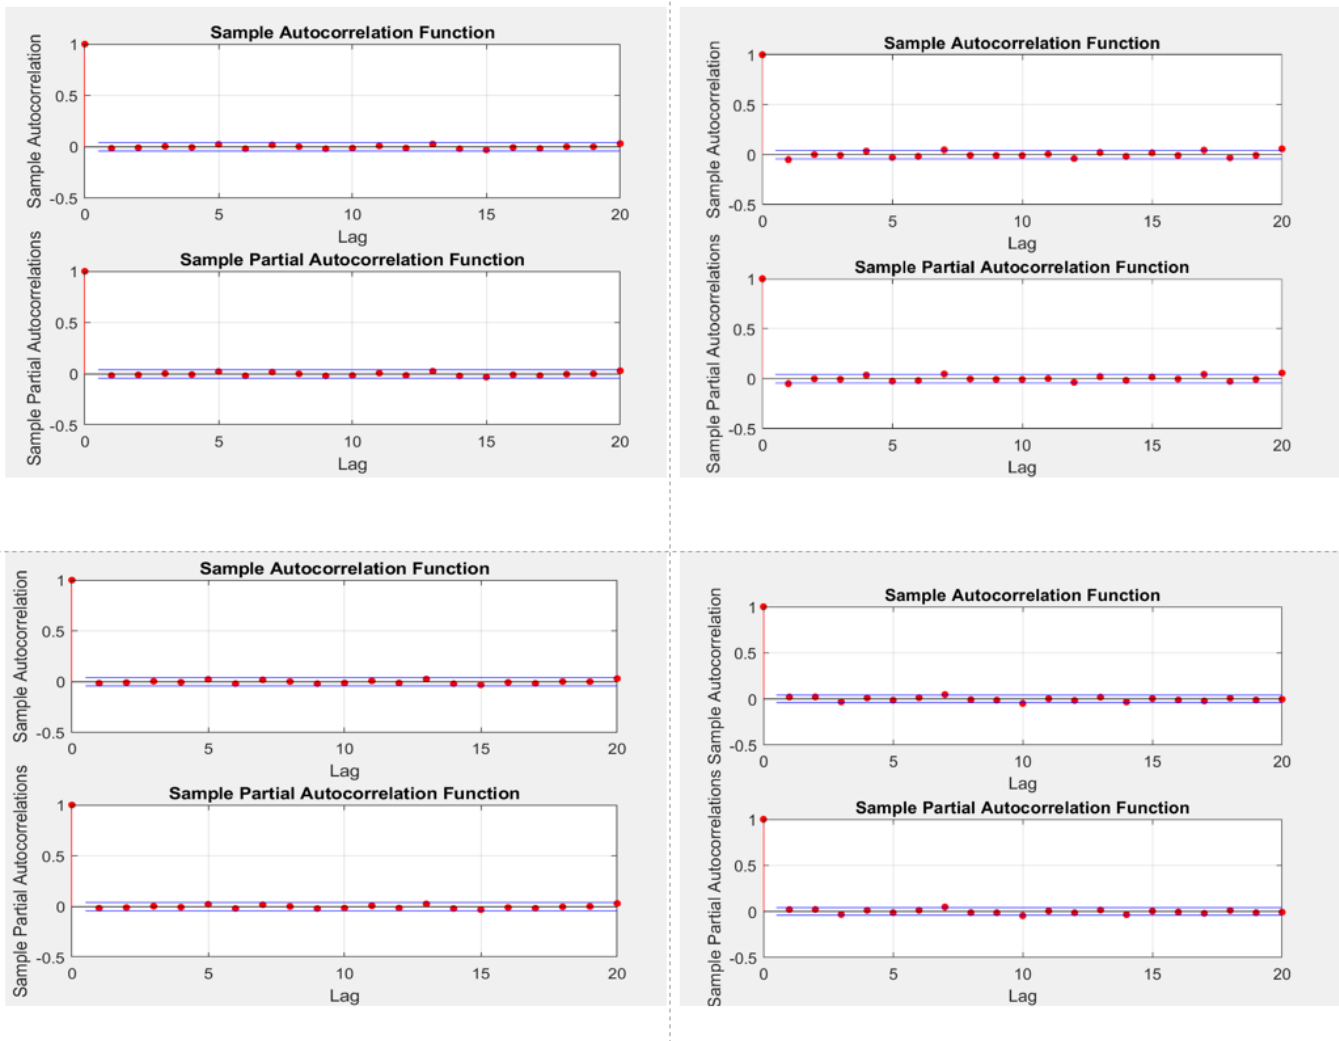 Sample Autocorrelation Function
Sample Autocorrelation
1
0.5
0
-0.5
0 5 10 15 20
Lag
Sample Partial Autocorrelation Function
Sample Partial Autocorrelations
1
0.5
0
-0.5
0 5 10 15 20
Lag
Sample Autocorrelation Function
Sample Autocorrelation
1
0.5
0
-0.5
0 5 10 15 20
Lag
Sample Partial Autocorrelation Function
Sample Partial Autocorrelations
1
0.5
0
-0.5
0 5 10 15 20
Lag
Sample Autocorrelation Function
Sample Autocorrelation
1
0.5
0
-0.5
0 5 10 15 20
Lag
Sample Partial Autocorrelation Function
Sample Partial Autocorrelations
1
0.5
0
-0.5
0 5 10 15 20
Lag
Sample Autocorrelation Function
Sample Autocorrelation
1
0.5
0
-0.5
0 5 10 15 20
Lag
Sample Partial Autocorrelation Function
Sample Partial Autocorrelations
1
0.5
0
-0.5
0 5 10 15 20
Lag